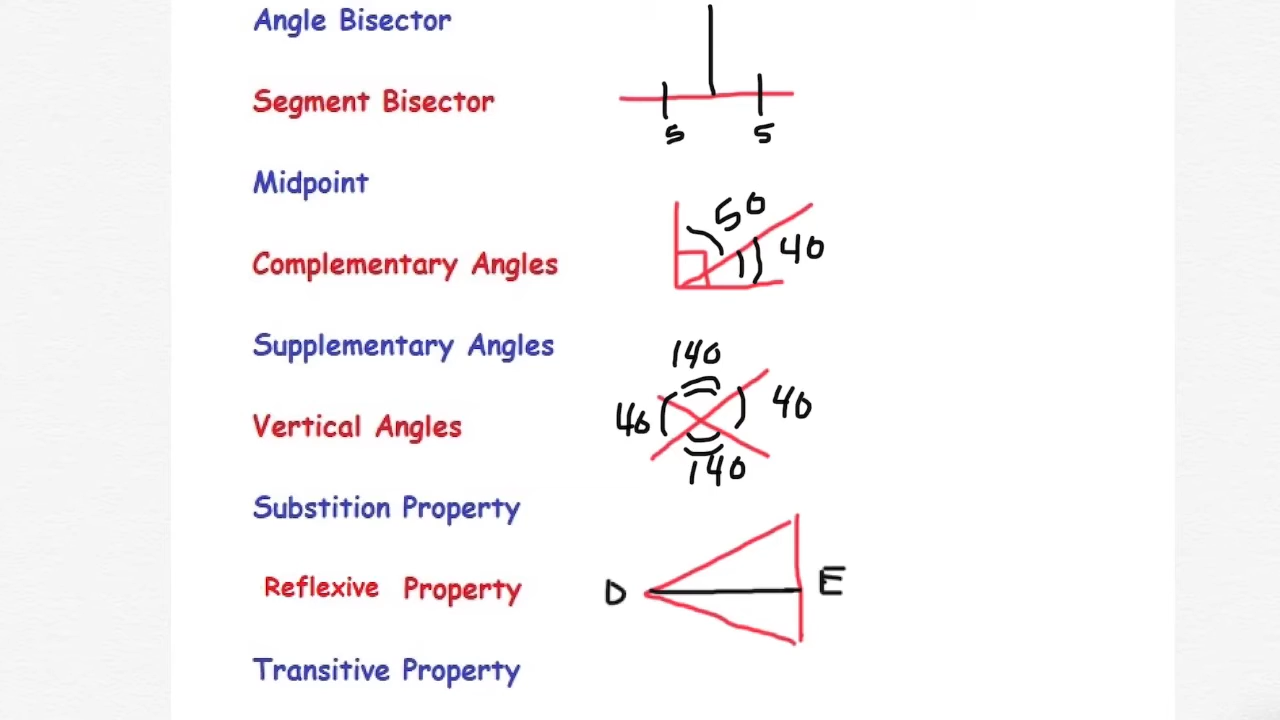 Angle Bisector
Segment Bisector
5 5
Midpoint
50
Complementary Angles
40
Supplementary Angles
140
40 40
Vertical Angles
140
Substition Property
Reflexive Property
D E
Transitive Property